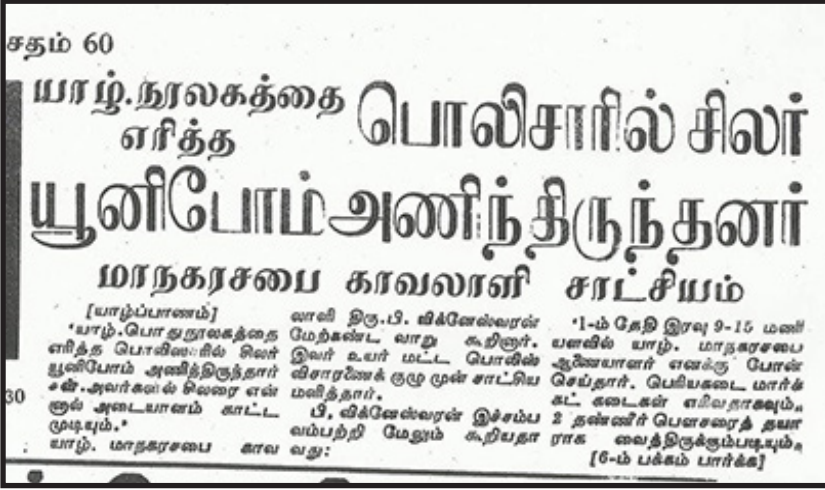 சதம் 60
யாழ்.நூலகத்தை
எரித்த
பொலிசாரில் சிலர்
யூனிபோம் அணிந்திருந்தனர்
மாநகரசபை காவலாளி சாட்சியம்
[யாழ்ப்பாணம்]
'யாழ்.பொதுநூலகத்தை
எரித்த பொலிஸாரில் சிலர்
யூனிபோம் அணிந்திருந்தார்
கள்.அவர்களில் சிலரை என்
னால் அடையாளம் காட்ட
முடியும்.'
யாழ். மாநகரசபை காவ
லாளி திரு.பி. விக்னேஸ்வரன்
மேற்கண்ட வாறு கூறினார்.
இவர் உயர் மட்ட பொலிஸ்
விசாரணைக் குழு முன் சாட்சிய
மளித்தார்.
பி. விக்னேஸ்வரன் இச்சம்ப
வம்பற்றி மேலும் கூறியதா
வது:
'1-ம் தேதி இரவு 9-15 மணி
யளவில் யாழ். மாநகரசபை
ஆணையாளர் எனக்கு போன்
செய்தார். பெரியகடை மார்க்
கட் கடைகள் எரிவதாகவும்,
2 தண்ணீர் பௌசரைத் தயா
ராக வைத்திருக்கும்படியும்,
[6-ம் பக்கம் பார்க்க]
30